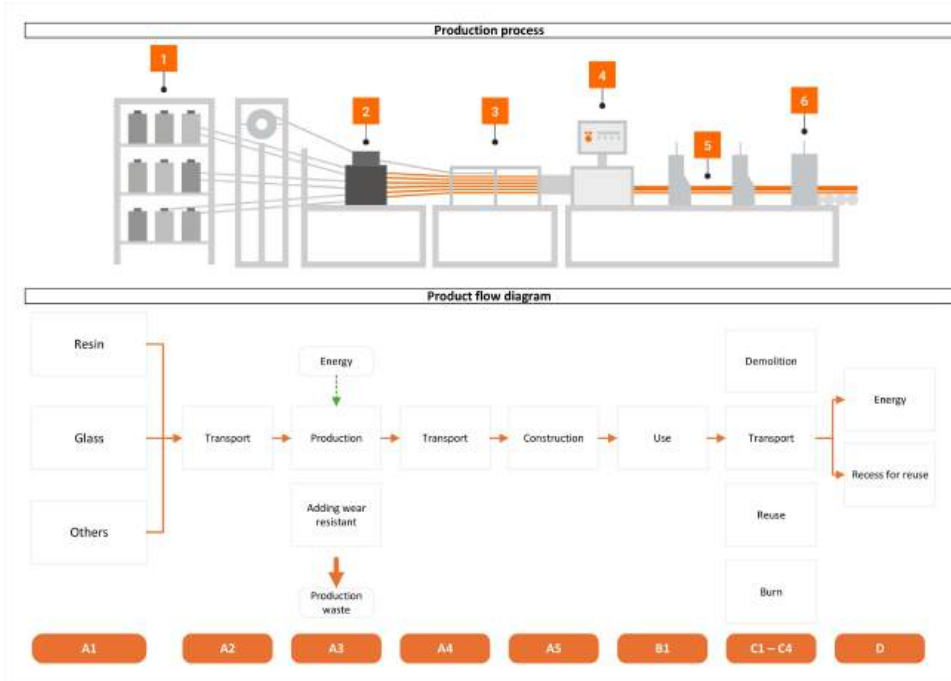 Production process
1
2
3
4
5
6
Product flow diagram
Resin
Glass
Others
Transport
Energy
Production
Adding wear
resistant
Production
waste
Transport
Construction
Use
Demolition
Transport
Reuse
Burn
Energy
Recess for reuse
A1
A2
A3
A4
A5
B1
C1 – C4
D